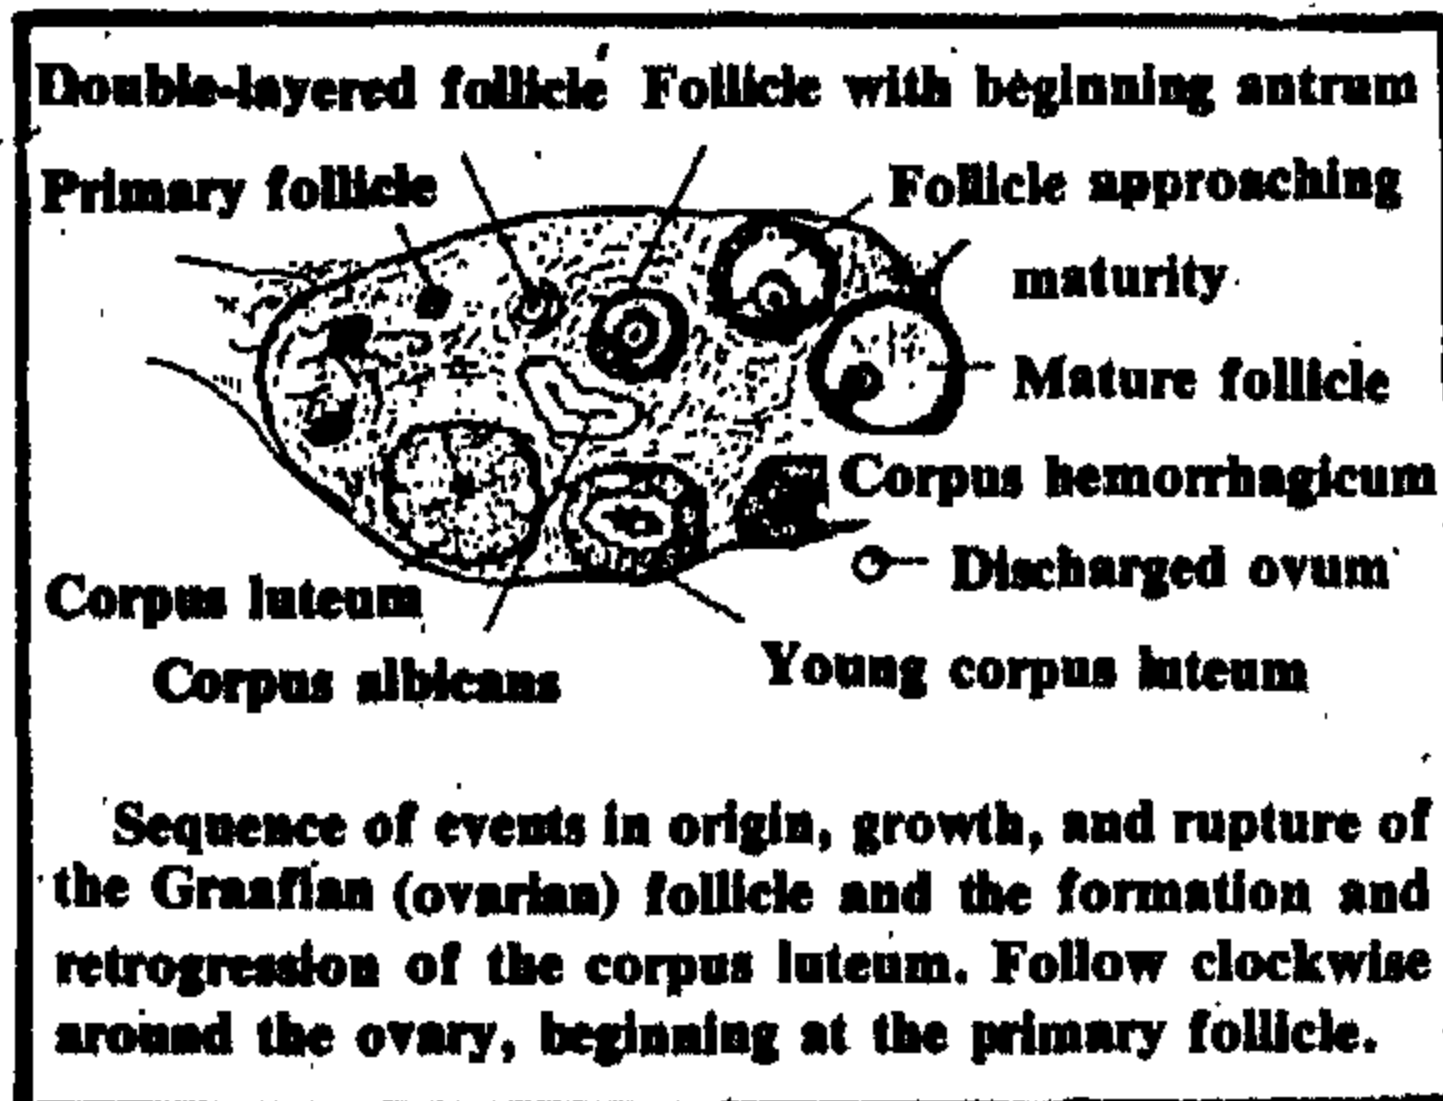 Double-layered follicle Follicle with beginning antrum
Primary follicle
Follicle approaching
maturity
Mature follicle
Corpus hemorrhagicum
Discharged ovum
Corpus luteum
Young corpus luteum
Corpus albicans
Sequence of events in origin, growth, and rupture of
the Graafian (ovarian) follicle and the formation and
retrogression of the corpus luteum. Follow clockwise
around the ovary, beginning at the primary follicle.